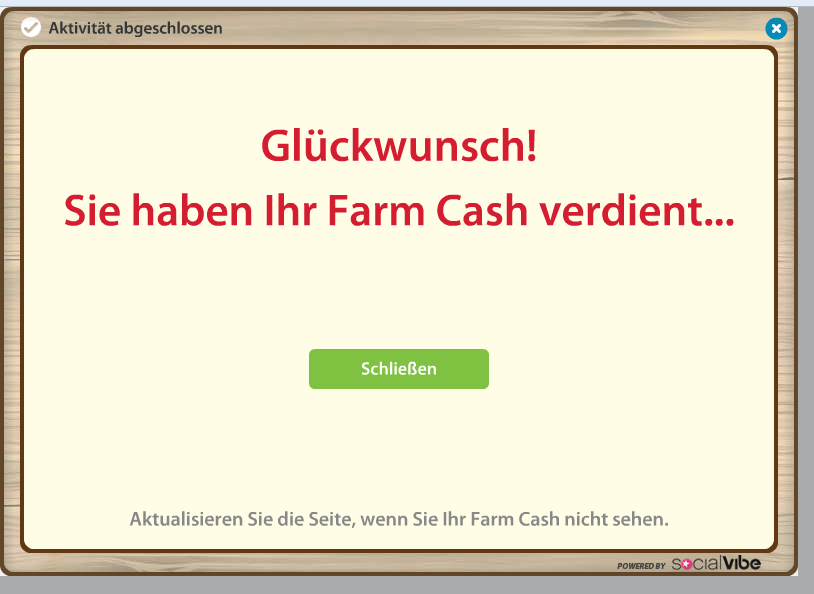 Aktivität abgeschlossen
Glückwunsch!
Sie haben Ihr Farm Cash verdient...
Schließen
Aktualisieren Sie die Seite, wenn Sie Ihr Farm Cash nicht sehen.
POWERED BY socialvibe